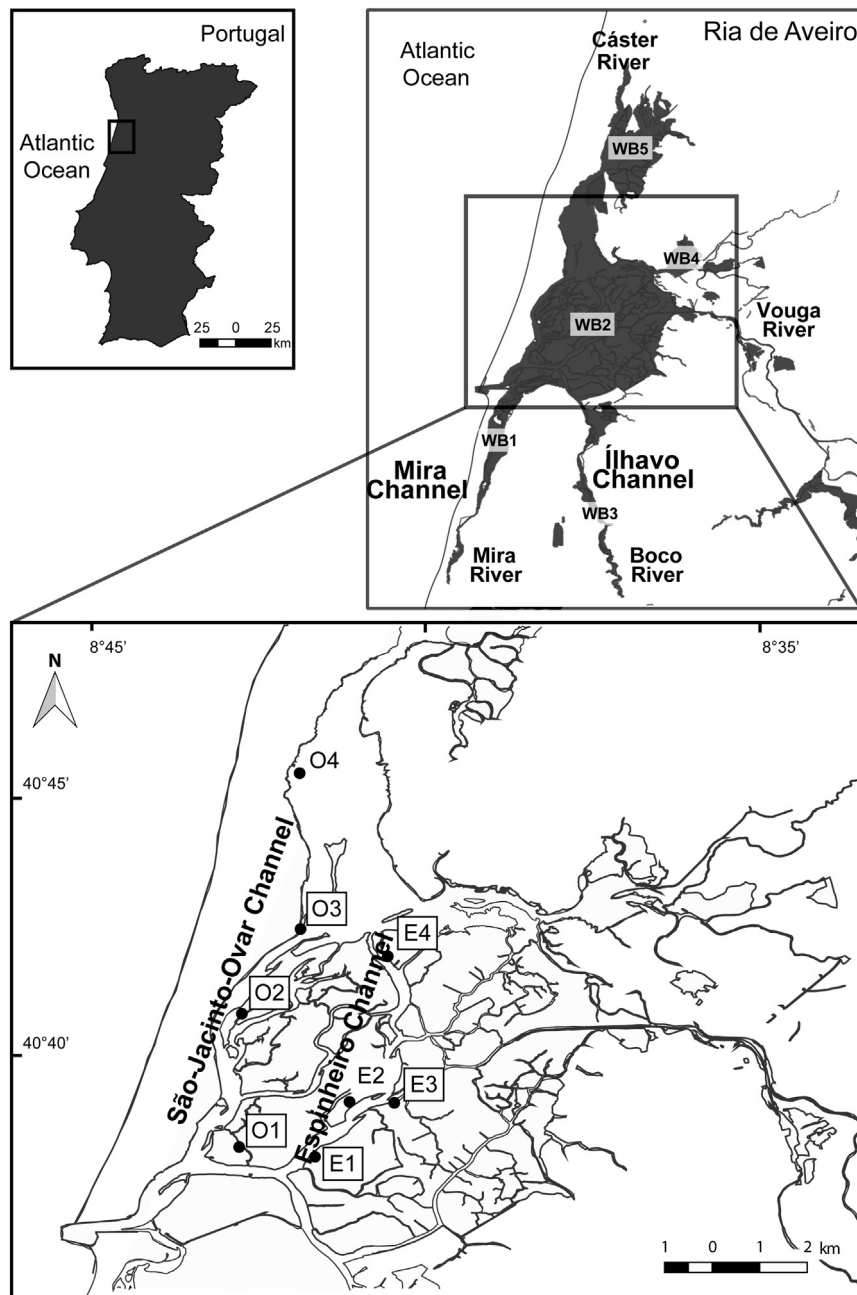 Portugal
Atlantic
Ocean
25 0 25
km
Ria de Aveiro
Atlantic
Ocean
Cáster
River
WB5
WB4
WB2
Vouga
River
WB1
Mira
Channel
Ílhavo
Channel
WB3
Mira
River
Boco
River
8°45'
8°35'
N
40°45'
O4
São-Jacinto-Ovar Channel
O3
E4
O2
Espinheiro Channel
40°40'
E2
E3
O1
E1
1 0 1 2 km